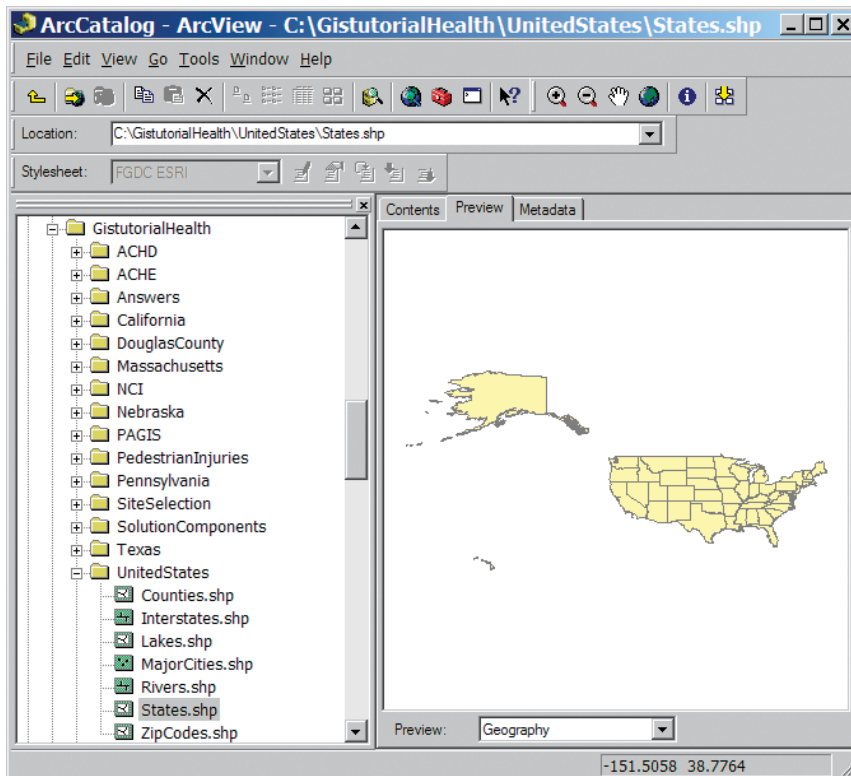 ArcCatalog - ArcView - C:\GistutorialHealth\UnitedStates\States.shp
File Edit View Go Tools Window Help
Location: C:\GistutorialHealth\UnitedStates\States.shp
Stylesheet: FGDC ESRI
GistutorialHealth
ACHD
ACHE
Answers
California
DouglasCounty
Massachusetts
NCI
Nebraska
PAGIS
PedestrianInjuries
Pennsylvania
SiteSelection
SolutionComponents
Texas
UnitedStates
Counties.shp
Interstates.shp
Lakes.shp
MajorCities.shp
Rivers.shp
States.shp
ZipCodes.shp
Contents Preview Metadata
Preview: Geography
-151.5058 38.7764